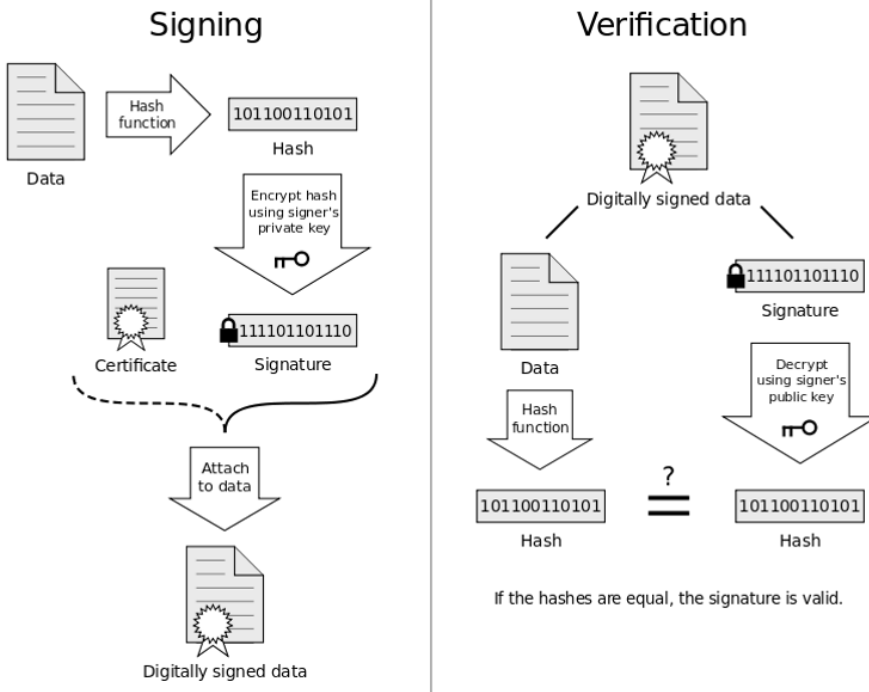 Signing
Hash
function
101100110101
Hash
Data
Encrypt hash
using signer's
private key
111101101110
Certificate
Signature
Attach
to data
Digitally signed data
Verification
Digitally signed data
111101101110
Signature
Data
Decrypt
using signer's
public key
Hash
function
?
101100110101
101100110101
Hash
Hash
If the hashes are equal, the signature is valid.